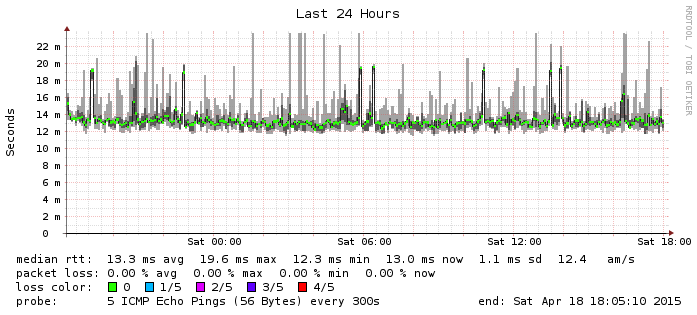 Last 24 Hours
RRDTOOL / TOBI OETIKER
Seconds
22 m
20 m
18 m
16 m
14 m
12 m
10 m
8 m
6 m
4 m
2 m
0
Sat 00:00 Sat 06:00 Sat 12:00 Sat 18:00
median rtt: 13.3 ms avg 19.6 ms max 12.3 ms min 13.0 ms now 1.1 ms sd 12.4 am/s
packet loss: 0.00 % avg 0.00 % max 0.00 % min 0.00 % now
loss color: 0 1/5 2/5 3/5 4/5
probe: 5 ICMP Echo Pings (56 Bytes) every 300s end: Sat Apr 18 18:05:10 2015